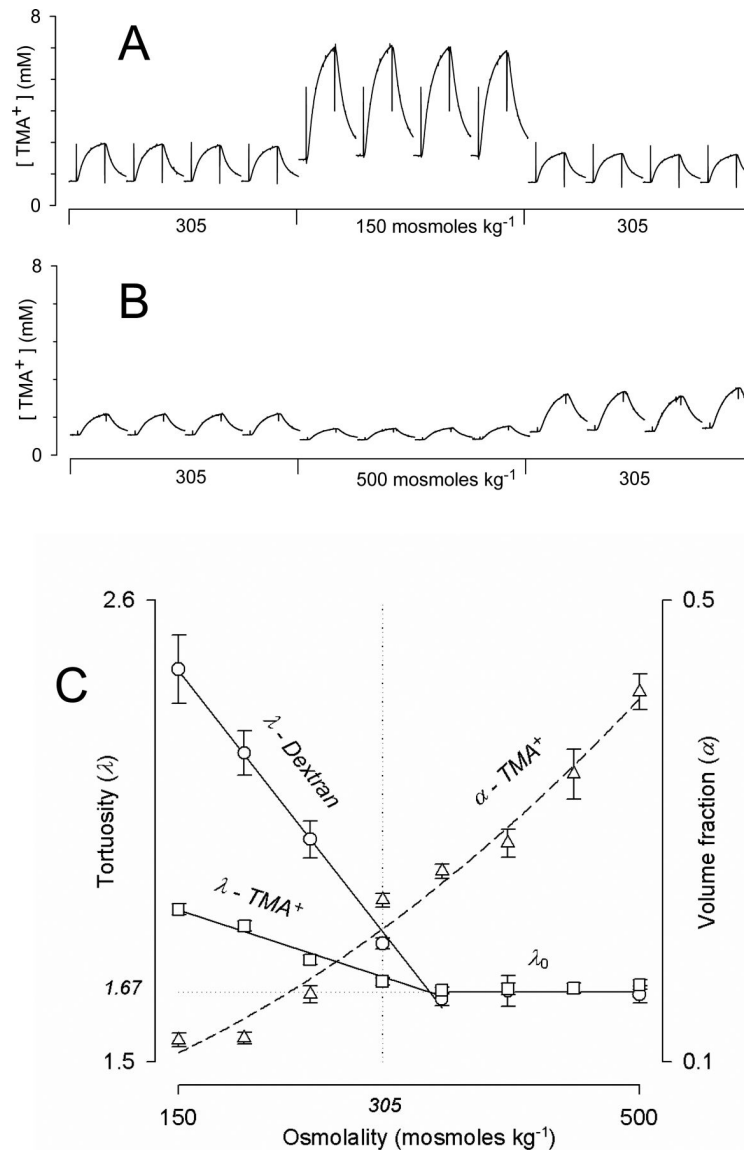 A
8
[ TMA+ ] (mM)
0
305
150 mosmoles kg-1
305
B
8
[ TMA+ ] (mM)
0
305
500 mosmoles kg-1
305
C
2.6
0.5
λ - Dextran
α - TMA+
Tortuosity (λ)
Volume fraction (α)
λ - TMA+
λ0
1.67
1.5
0.1
150
305
500
Osmolality (mosmoles kg-1)